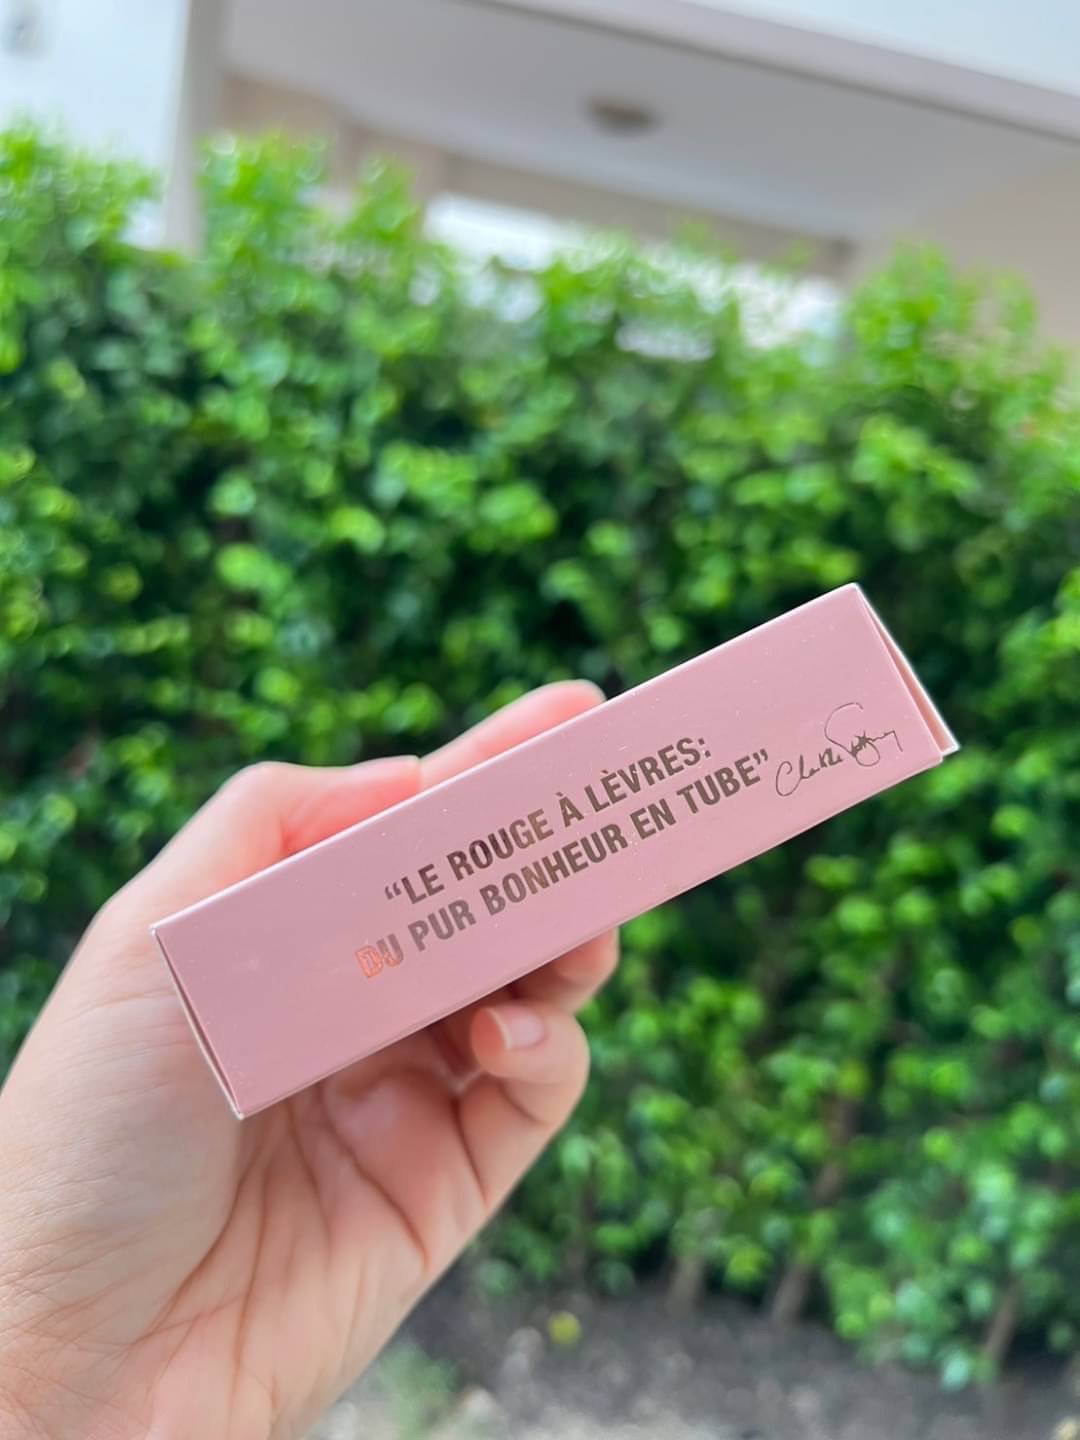 “LE ROUGE À LÈVRES:
DU PUR BONHEUR EN TUBE”